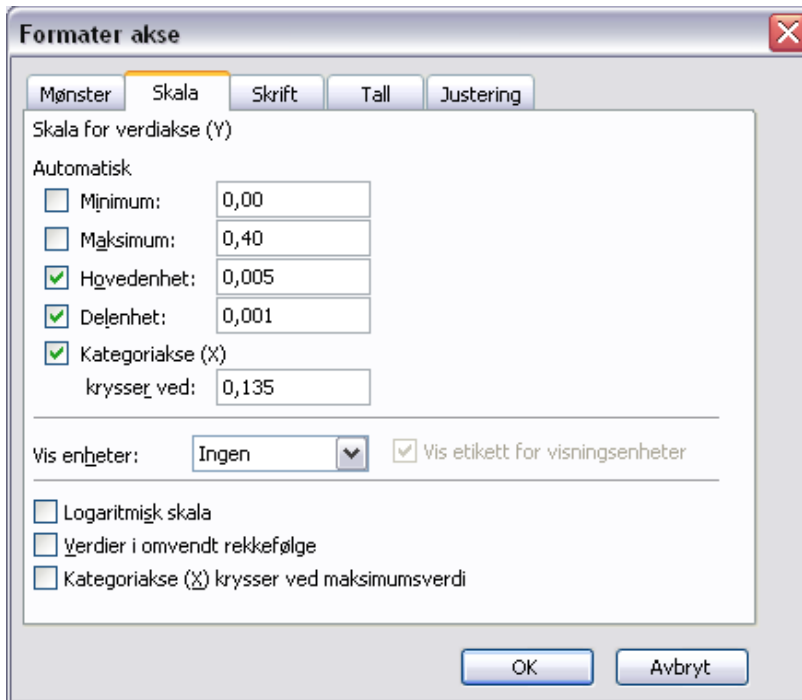 Formater akse
Mønster Skala Skrift Tall Justering
Skala for verdiakse (Y)
Automatisk
Minimum: 0,00
Maksimum: 0,40
Hovedenhet: 0,005
Delenhet: 0,001
Kategoriakse (X)
krysser ved: 0,135
Vis enheter: Ingen Vis etikett for visningsenheter
Logaritmisk skala
Verdier i omvendt rekkefølge
Kategoriakse (X) krysser ved maksimumsverdi
OK Avbryt